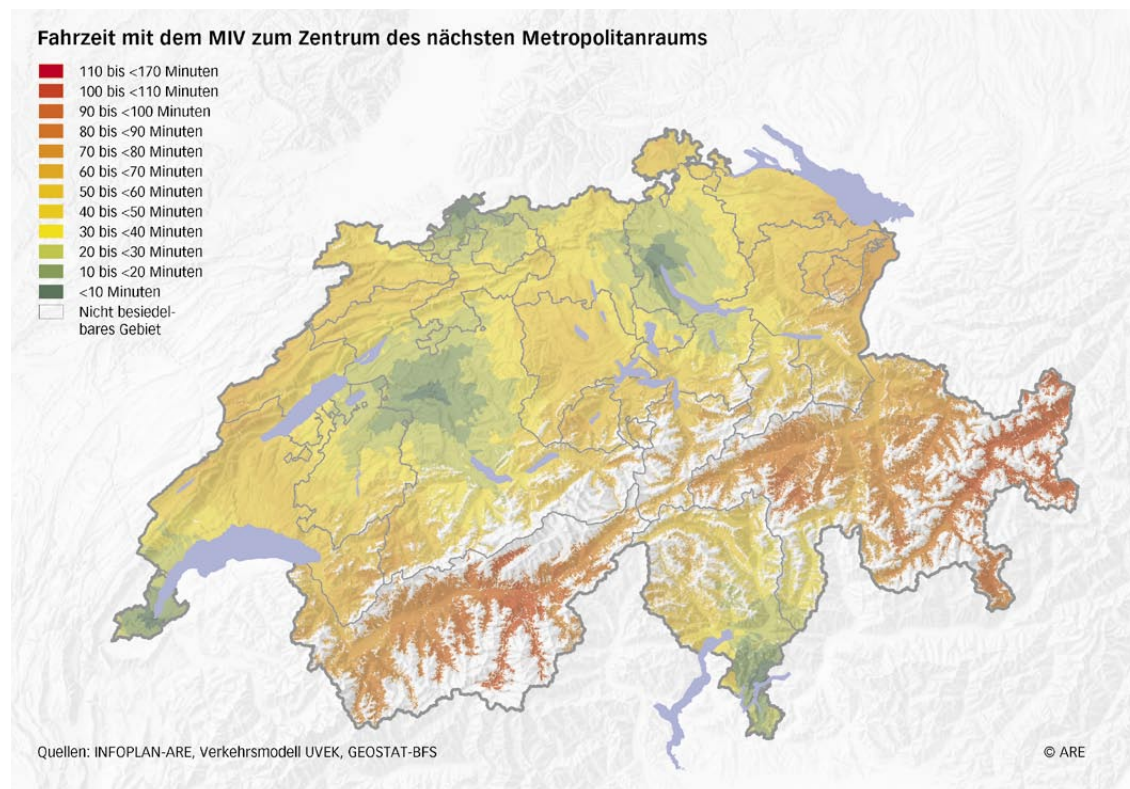 Fahrzeit mit dem MIV zum Zentrum des nächsten Metropolitanraums
110 bis <170 Minuten
100 bis <110 Minuten
90 bis <100 Minuten
80 bis <90 Minuten
70 bis <80 Minuten
60 bis <70 Minuten
50 bis <60 Minuten
40 bis <50 Minuten
30 bis <40 Minuten
20 bis <30 Minuten
10 bis <20 Minuten
<10 Minuten
Nicht besiedel-
bares Gebiet
Quellen: INFOPLAN-ARE, Verkehrsmodell UVEK, GEOSTAT-BFS
© ARE